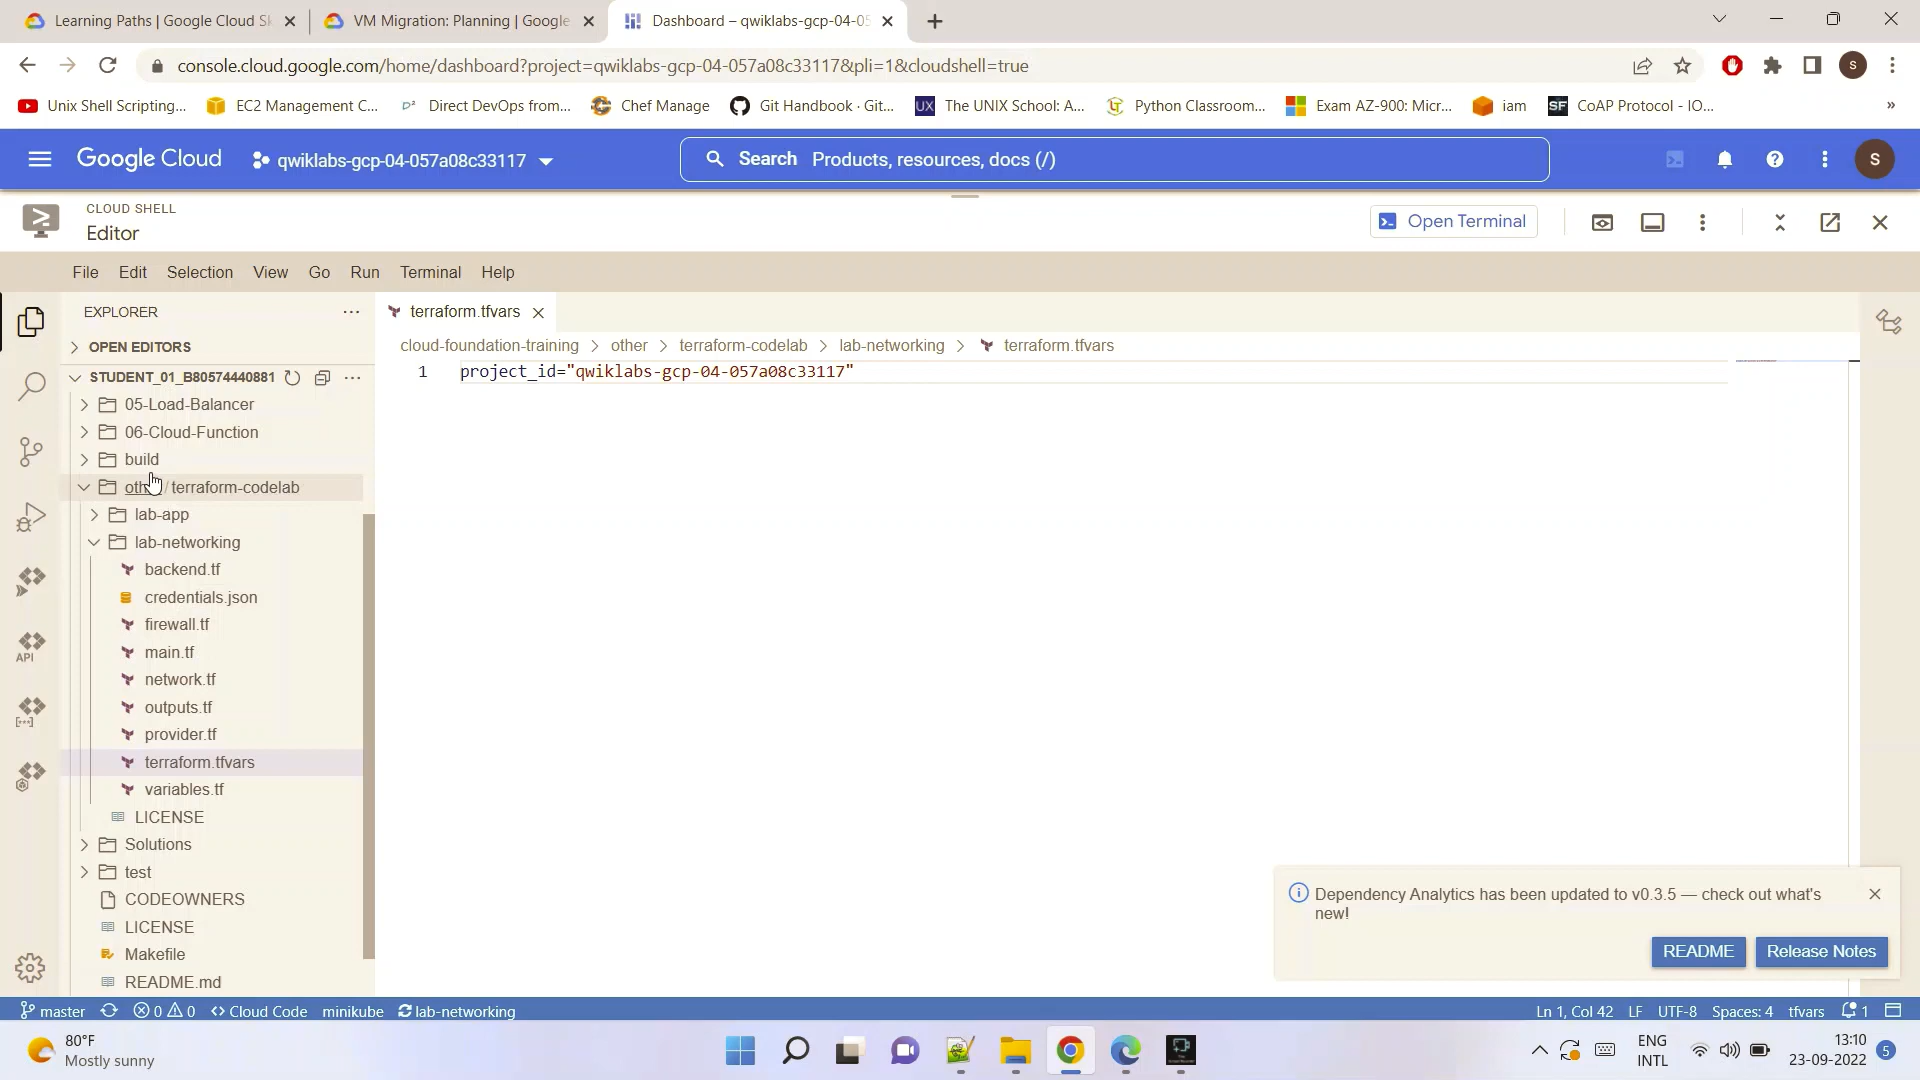 Learning Paths | Google Cloud Sk
VM Migration: Planning | Google
Dashboard – qwiklabs-gcp-04-05
console.cloud.google.com/home/dashboard?project=qwiklabs-gcp-04-057a08c33117&pli=1&cloudshell=true
S
Unix Shell Scripting...
EC2 Management C...
Direct DevOps from...
Chef Manage
Git Handbook · Git...
UX The UNIX School: A...
Python Classroom...
Exam AZ-900: Micr...
iam
SF CoAP Protocol - IO...
»
Google Cloud
qwiklabs-gcp-04-057a08c33117
Search Products, resources, docs (/)
S
CLOUD SHELL
Editor
Open Terminal
File Edit Selection View Go Run Terminal Help
EXPLORER
OPEN EDITORS
STUDENT_01_B80574440881
05-Load-Balancer
06-Cloud-Function
build
other / terraform-codelab
lab-app
lab-networking
backend.tf
credentials.json
firewall.tf
main.tf
network.tf
outputs.tf
provider.tf
terraform.tfvars
variables.tf
LICENSE
Solutions
test
CODEOWNERS
LICENSE
Makefile
README.md
API
terraform.tfvars
cloud-foundation-training > other > terraform-codelab > lab-networking > terraform.tfvars
1 project_id="qwiklabs-gcp-04-057a08c33117"
Dependency Analytics has been updated to v0.3.5 — check out what's
new!
README
Release Notes
master 0 0 <> Cloud Code minikube lab-networking
Ln 1, Col 42 LF UTF-8 Spaces: 4 tfvars 1
80°F
Mostly sunny
ENG
INTL
13:10
23-09-2022
5